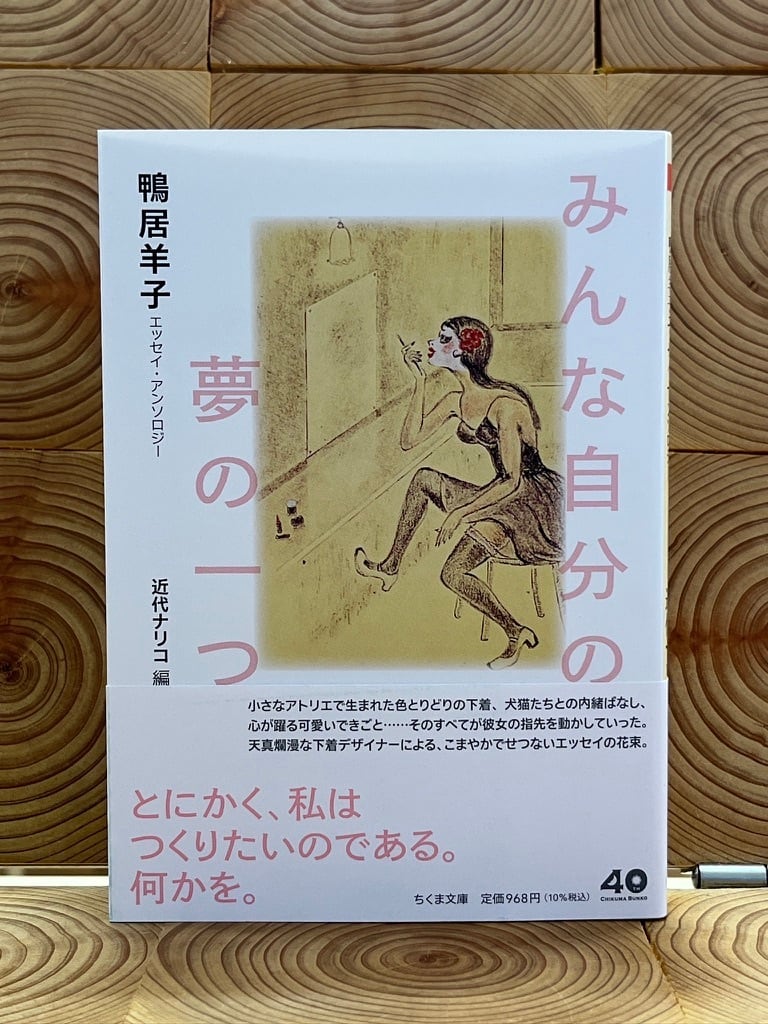 みんな自分の
夢の一つ
鴨居羊子
エッセイ・アンソロジー
近代ナリコ 編
小さなアトリエで生まれた色とりどりの下着、犬猫たちとの内緒ばなし、
心が躍る可愛いできごと……そのすべてが彼女の指先を動かしていった。
天真爛漫な下着デザイナーによる、こまやかでせつないエッセイの花束。
とにかく、私は
つくりたいのである。
何かを。
ちくま文庫 定価968円(10%税込)
40
CHIKUMA BUNKO